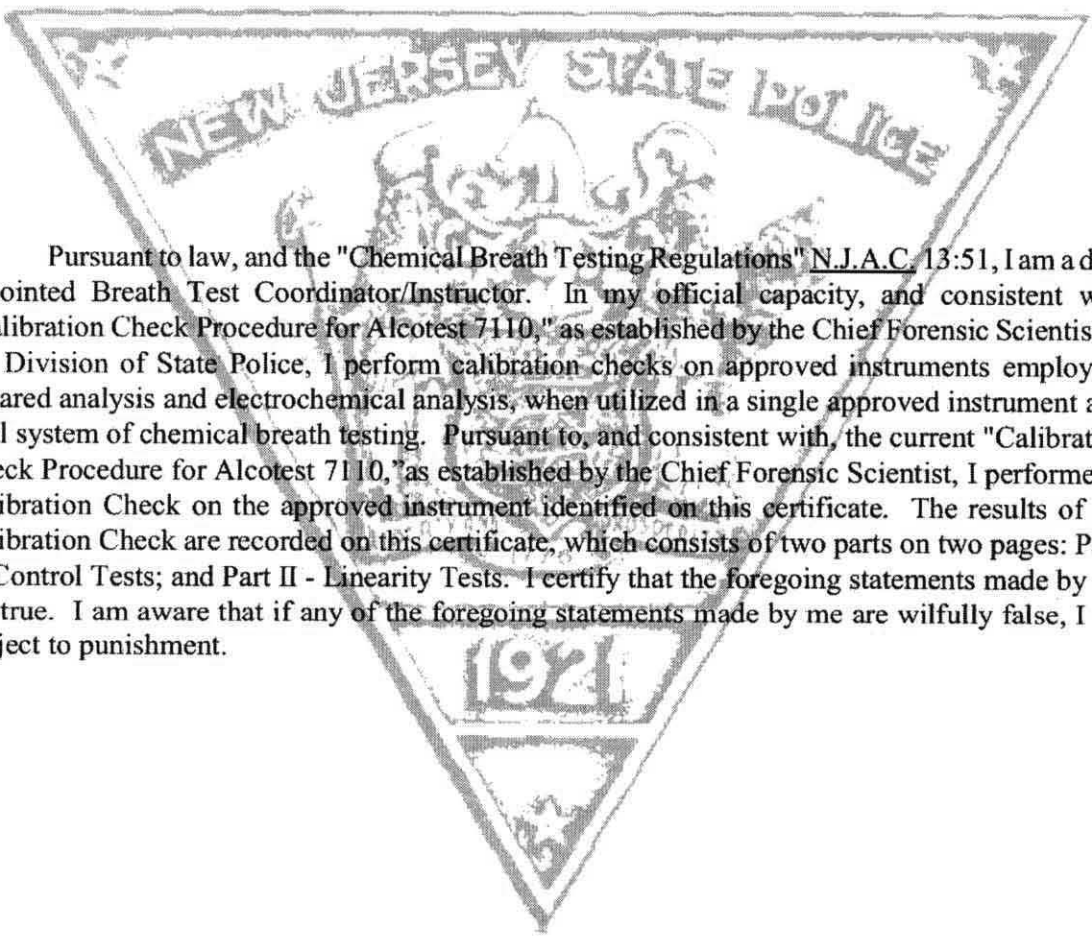 NEW JERSEY STATE POLICE
Pursuant to law, and the "Chemical Breath Testing Regulations" N.J.A.C. 13:51, I am a d
ointed Breath Test Coordinator/Instructor. In my official capacity, and consistent w
alibration Check Procedure for Alcotest 7110," as established by the Chief Forensic Scientis
Division of State Police, I perform calibration checks on approved instruments employ
ared analysis and electrochemical analysis, when utilized in a single approved instrument a
l system of chemical breath testing. Pursuant to, and consistent with, the current "Calibrat
eck Procedure for Alcotest 7110," as established by the Chief Forensic Scientist, I performe
ibration Check on the approved instrument identified on this certificate. The results of
ibration Check are recorded on this certificate, which consists of two parts on two pages: P
Control Tests; and Part II - Linearity Tests. I certify that the foregoing statements made by
true. I am aware that if any of the foregoing statements made by me are wilfully false, I
ject to punishment.
1921